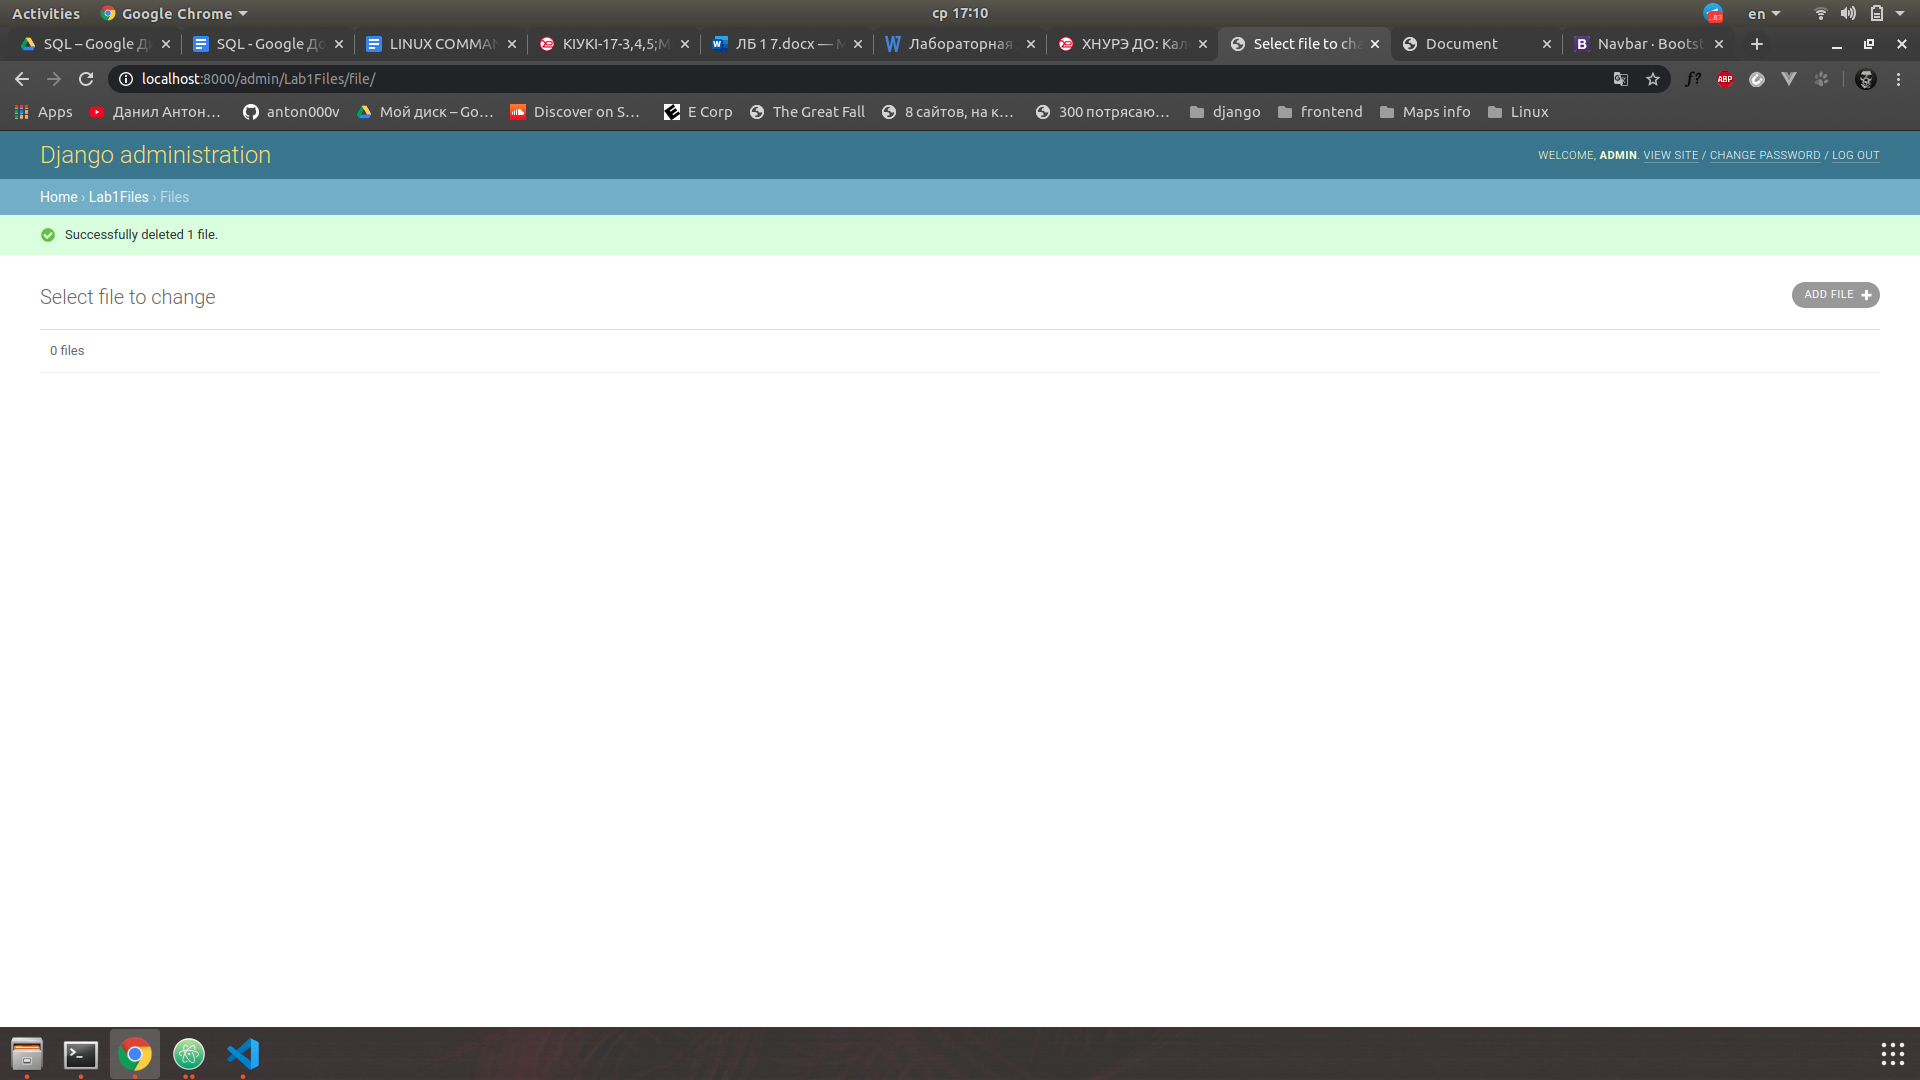 Activities
Google Chrome
ср 17:10
en
SQL – Google Д
SQL - Google До
LINUX COMMAN
КІУКІ-17-3,4,5;М
ЛБ 1 7.docx — M
Лабораторная
ХНУРЭ ДО: Кал
Select file to cha
Document
Navbar · Bootst
localhost:8000/admin/Lab1Files/file/
f?
ABP
Apps
Данил Антон…
anton000v
Мой диск – Go…
Discover on S…
E Corp
The Great Fall
8 сайтов, на к…
300 потрясаю…
django
frontend
Maps info
Linux
Django administration
WELCOME, ADMIN. VIEW SITE / CHANGE PASSWORD / LOG OUT
Home › Lab1Files › Files
Successfully deleted 1 file.
Select file to change
ADD FILE
0 files